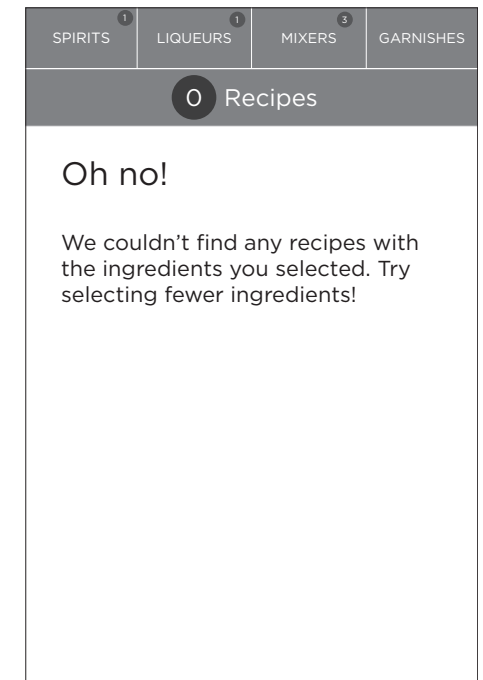 1 1 3
SPIRITS LIQUEURS MIXERS GARNISHES
0 Recipes
Oh no!
We couldn’t find any recipes with
the ingredients you selected. Try
selecting fewer ingredients!